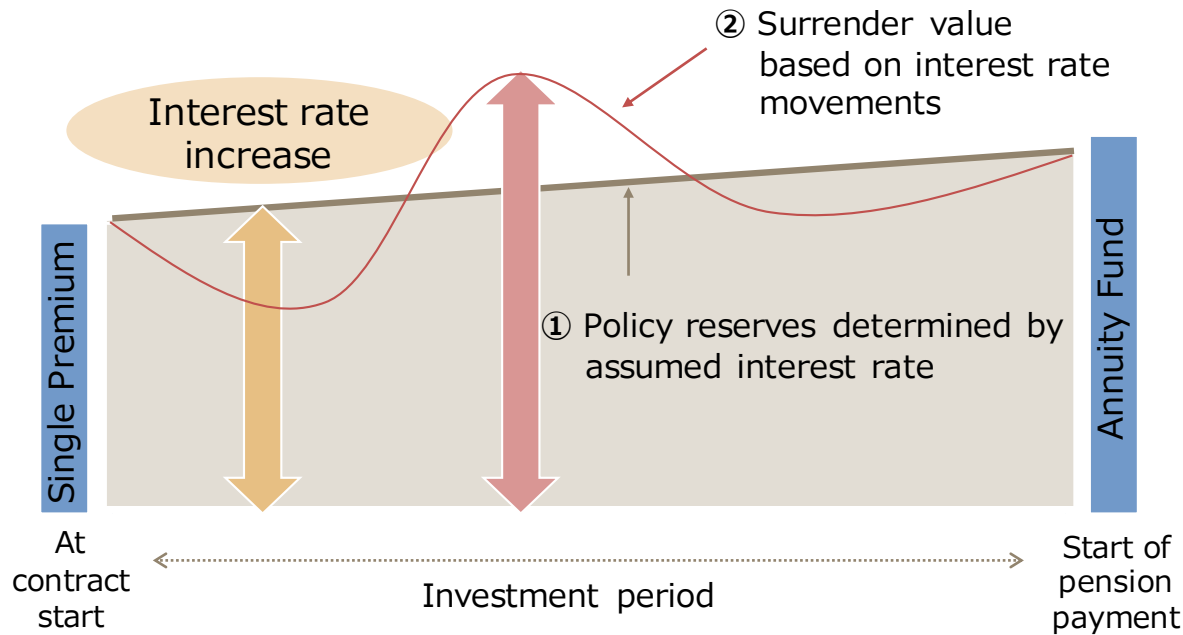 ② Surrender value
based on interest rate
movements
Interest rate
increase
Single Premium
① Policy reserves determined by
assumed interest rate
Annuity Fund
At
contract
start
Investment period
Start of
pension
payment